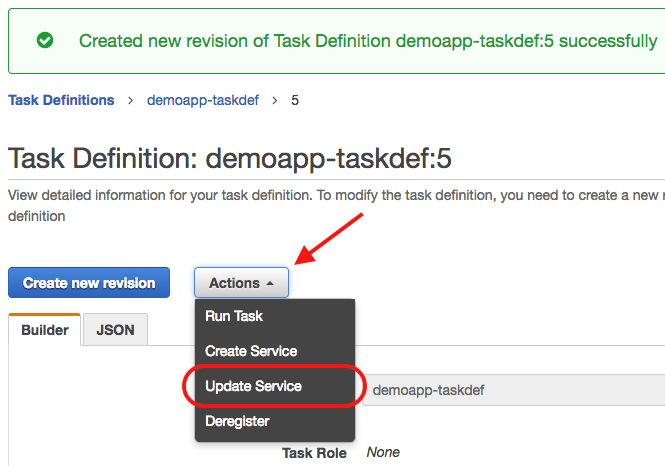 Created new revision of Task Definition demoapp-taskdef:5 successfully
Task Definitions > demoapp-taskdef > 5
Task Definition: demoapp-taskdef:5
View detailed information for your task definition. To modify the task definition, you need to create a new
definition
Create new revision
Actions
Run Task
Builder
JSON
Create Service
Update Service
demoapp-taskdef
Deregister
Task Role None